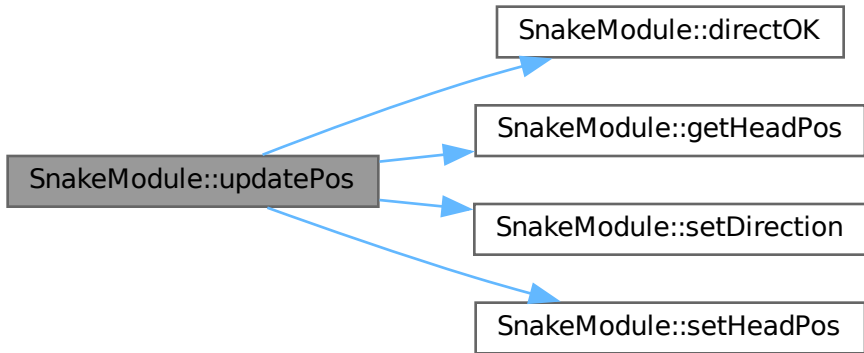 SnakeModule::updatePos
SnakeModule::directOK
SnakeModule::getHeadPos
SnakeModule::setDirection
SnakeModule::setHeadPos